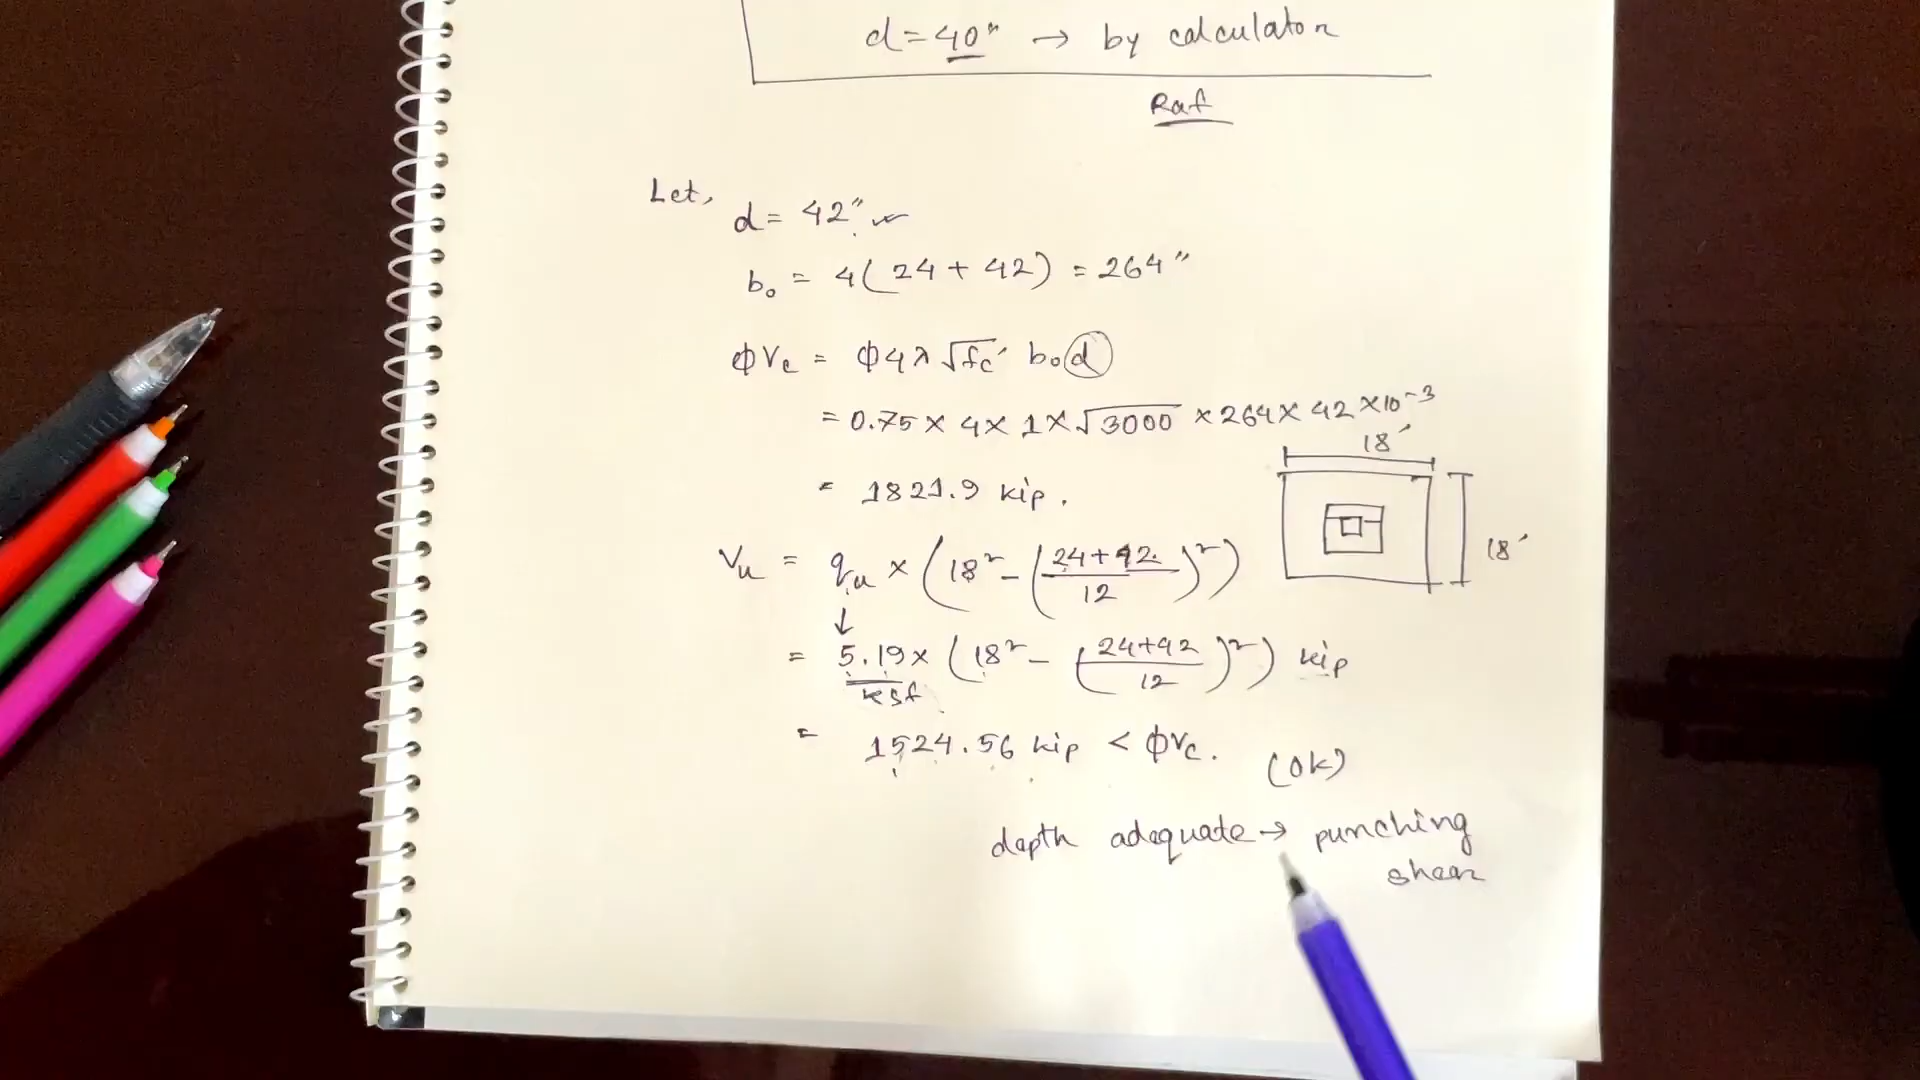 d = 40" → by calculator
Raf
Let,
d = 42"
b₀ = 4(24 + 42) = 264"
ϕVc = ϕ4λ√fc' b₀d
= 0.75 × 4 × 1 × √3000 × 264 × 42 × 10⁻³
18'
= 1821.9 kip.
18'
Vu = qu × (18² - ((24+42)/12)²)
↓
= 5.19 × (18² - ((24+42)/12)²) kip
ksf
= 1524.56 kip < ϕVc.
(OK)
depth adequate → punching
shear